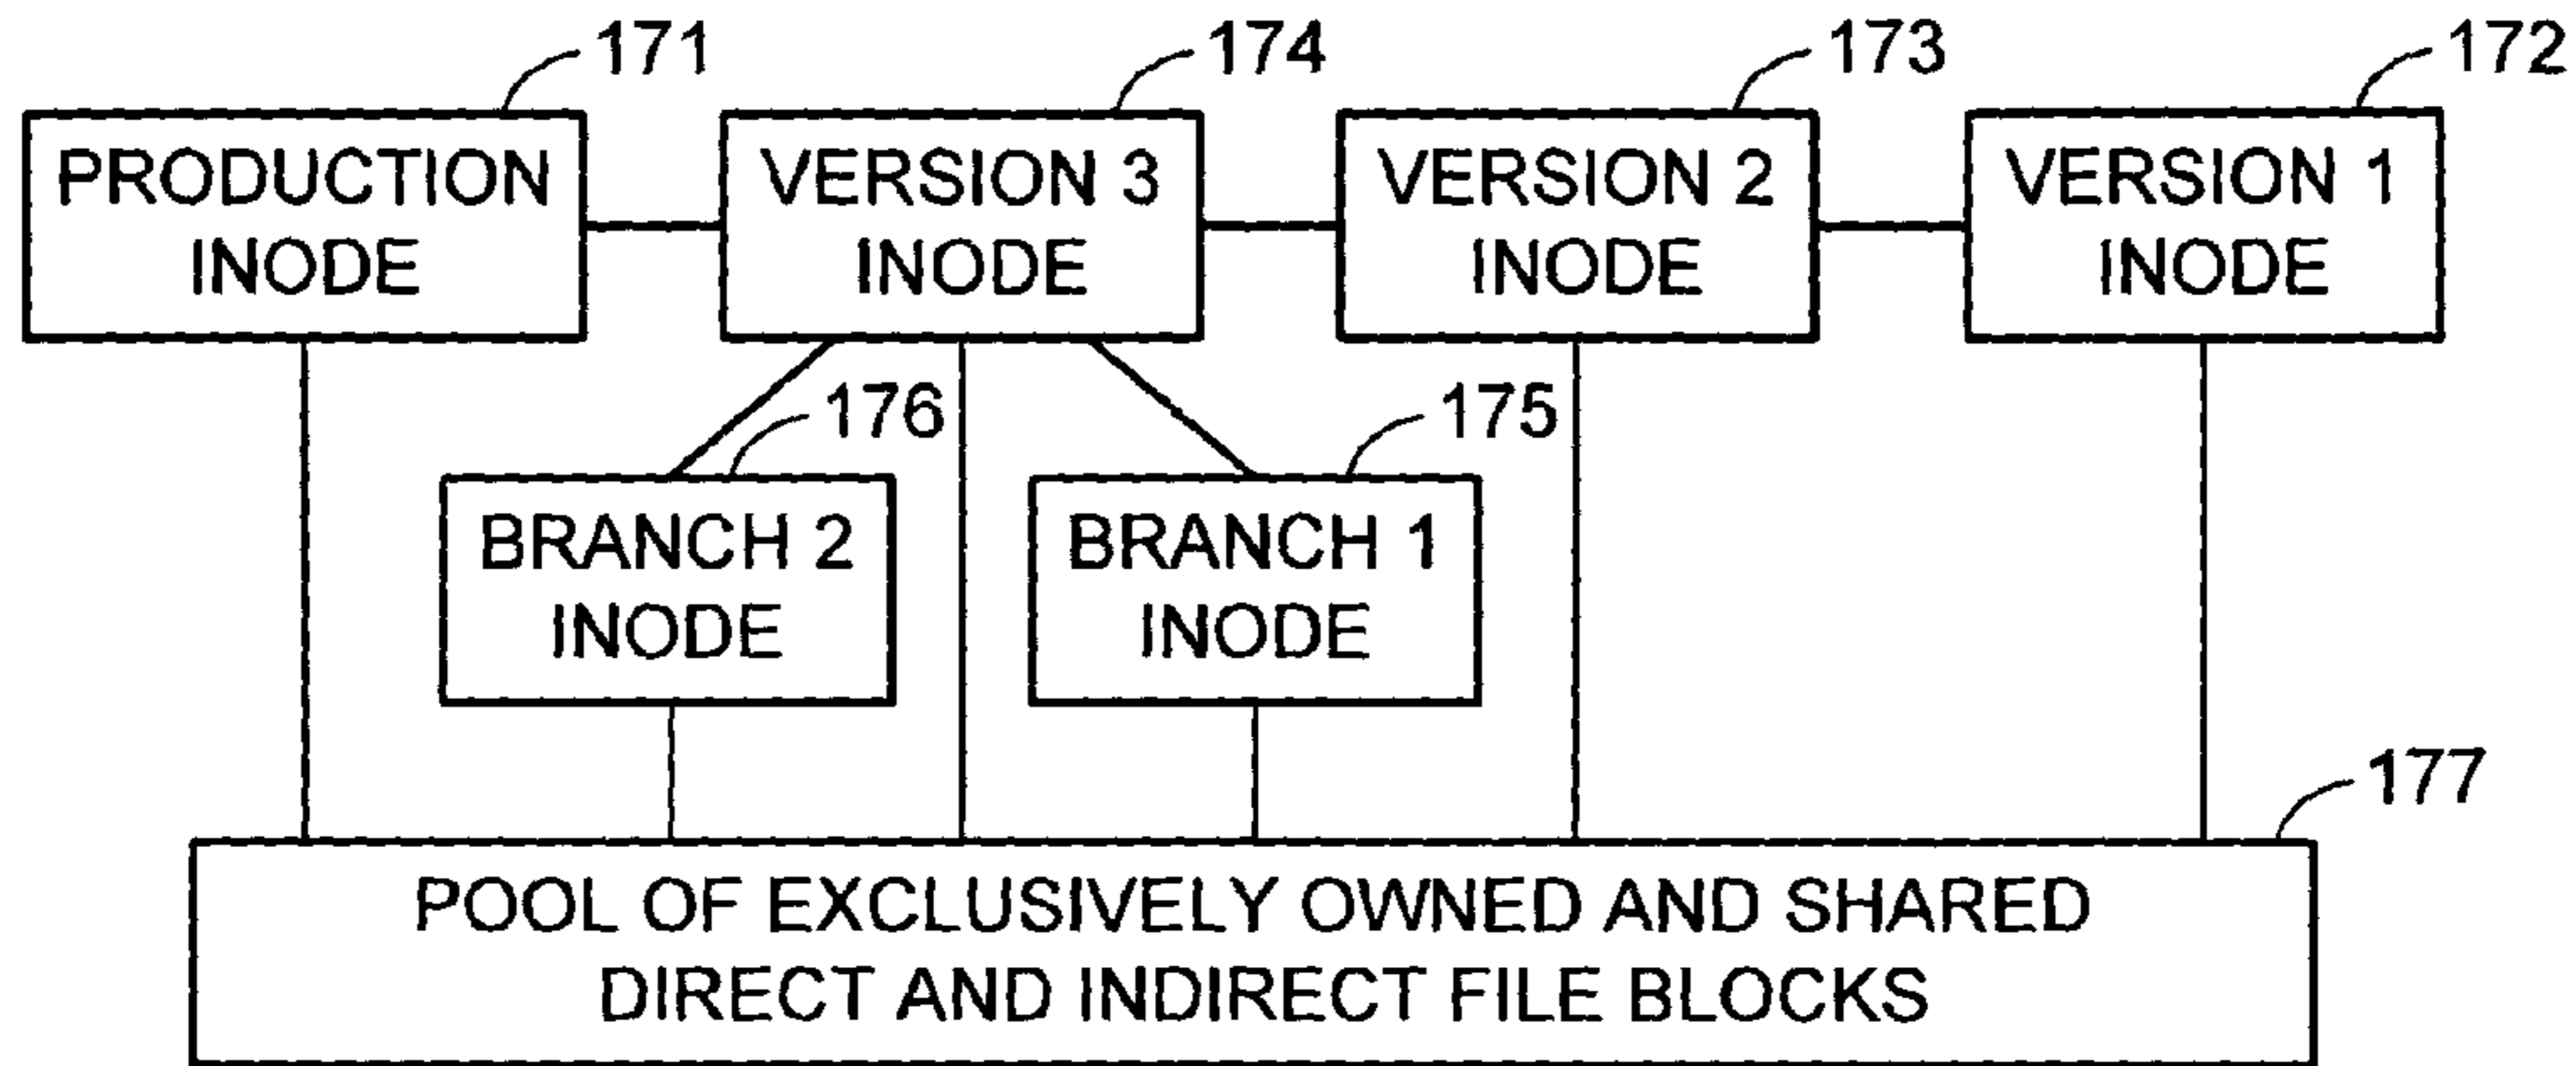 171
174
173
172
PRODUCTION
INODE
VERSION 3
INODE
VERSION 2
INODE
VERSION 1
INODE
176
175
BRANCH 2
INODE
BRANCH 1
INODE
177
POOL OF EXCLUSIVELY OWNED AND SHARED
DIRECT AND INDIRECT FILE BLOCKS